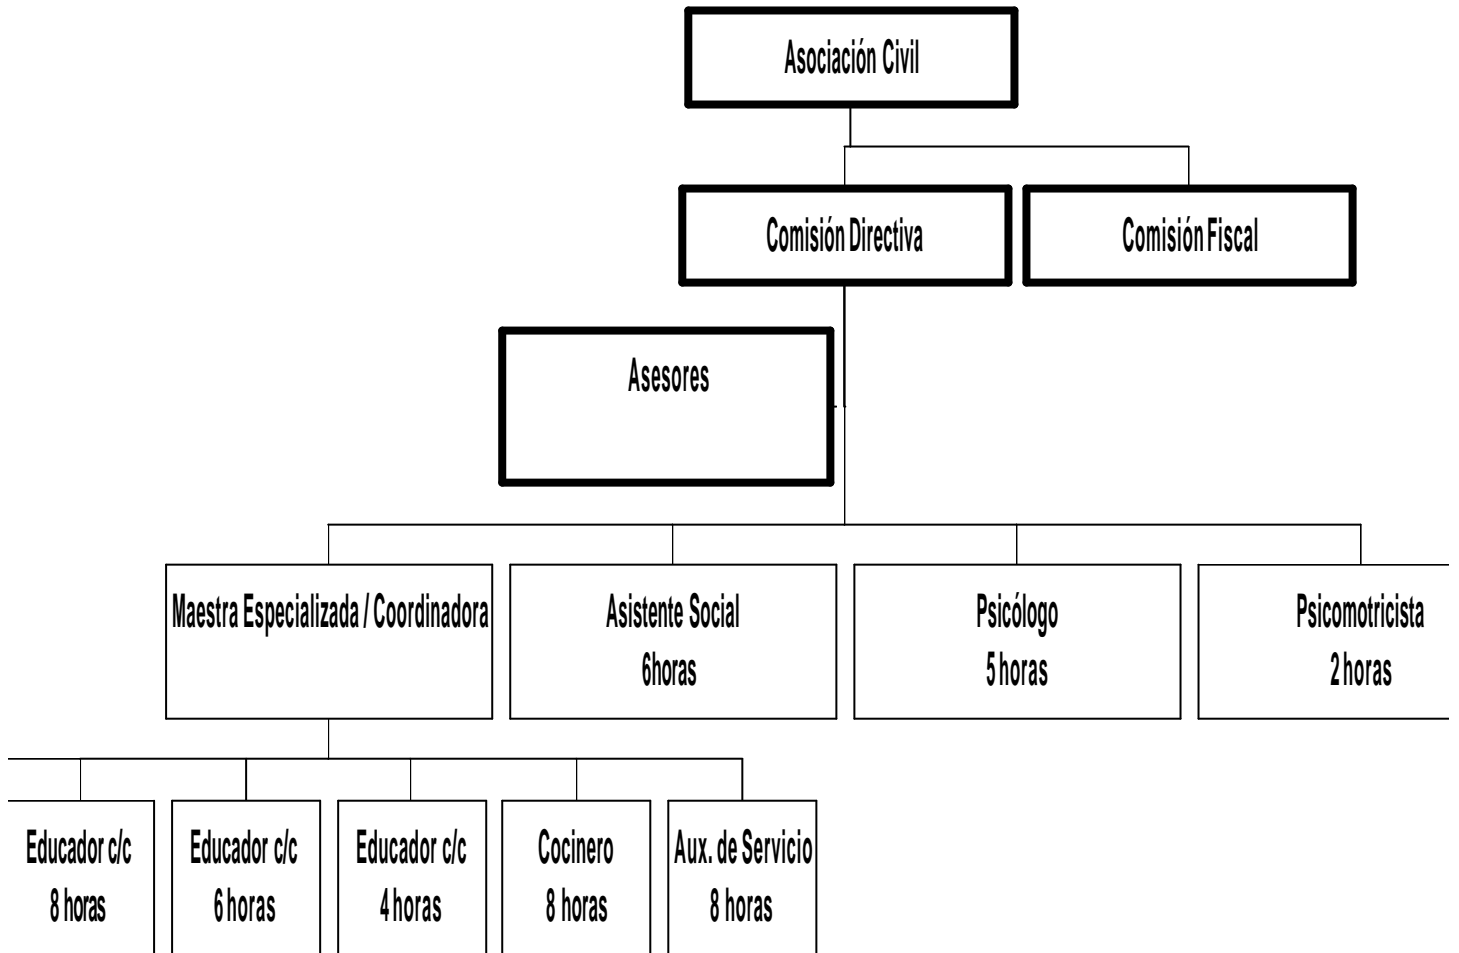 Asociación Civil
Comisión Directiva
Comisión Fiscal
Asesores
Maestra Especializada / Coordinadora
Asistente Social
6horas
Psicólogo
5 horas
Psicomotricista
2 horas
Educador c/c
8 horas
Educador c/c
6 horas
Educador c/c
4 horas
Cocinero
8 horas
Aux. de Servicio
8 horas